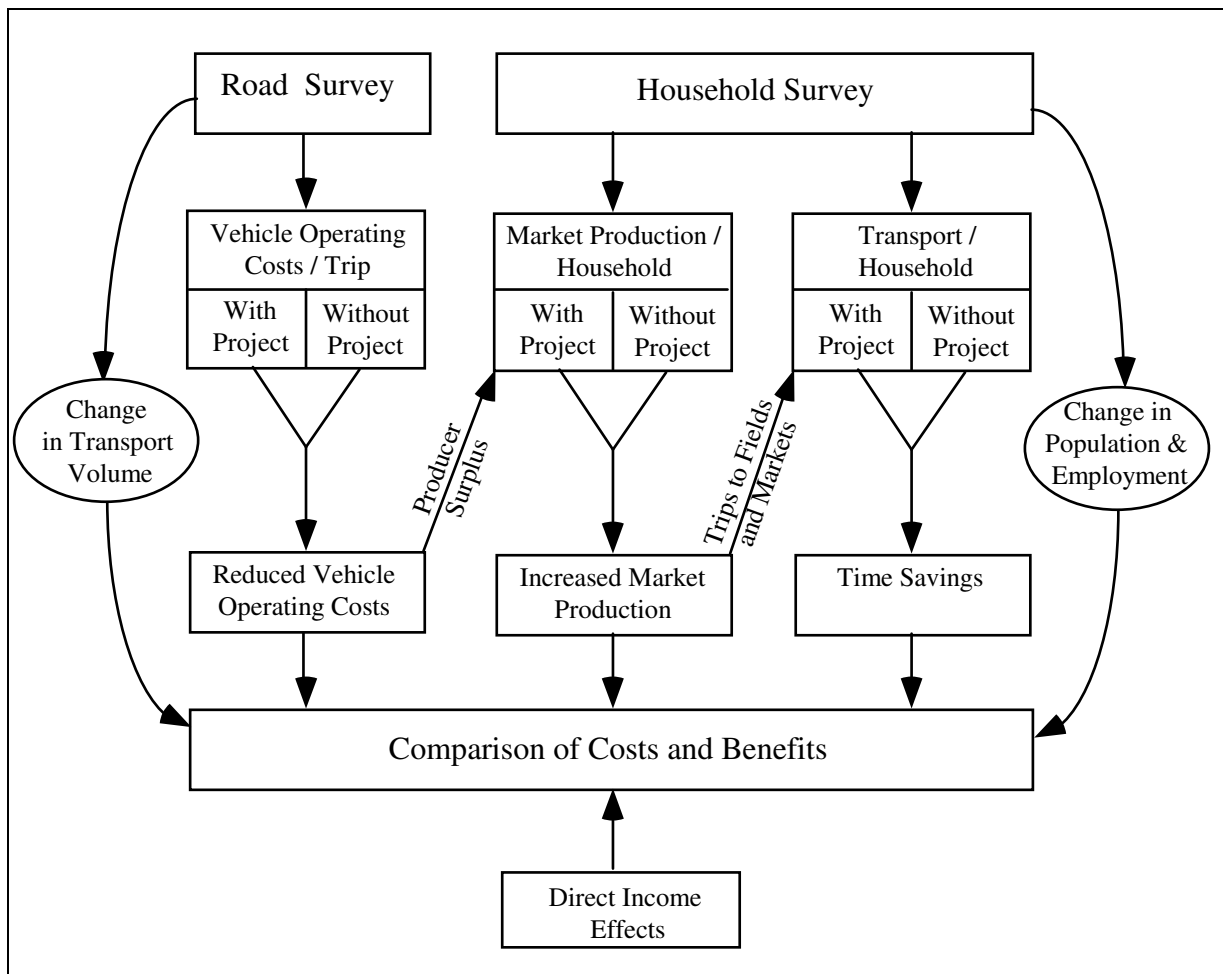 Road Survey
Household Survey
Vehicle Operating
Costs / Trip
With
Project
Without
Project
Market Production /
Household
With
Project
Without
Project
Transport /
Household
With
Project
Without
Project
Change
in Transport
Volume
Producer
Surplus
Trips to Fields
and Markets
Change in
Population &
Employment
Reduced Vehicle
Operating Costs
Increased Market
Production
Time Savings
Comparison of Costs and Benefits
Direct Income
Effects